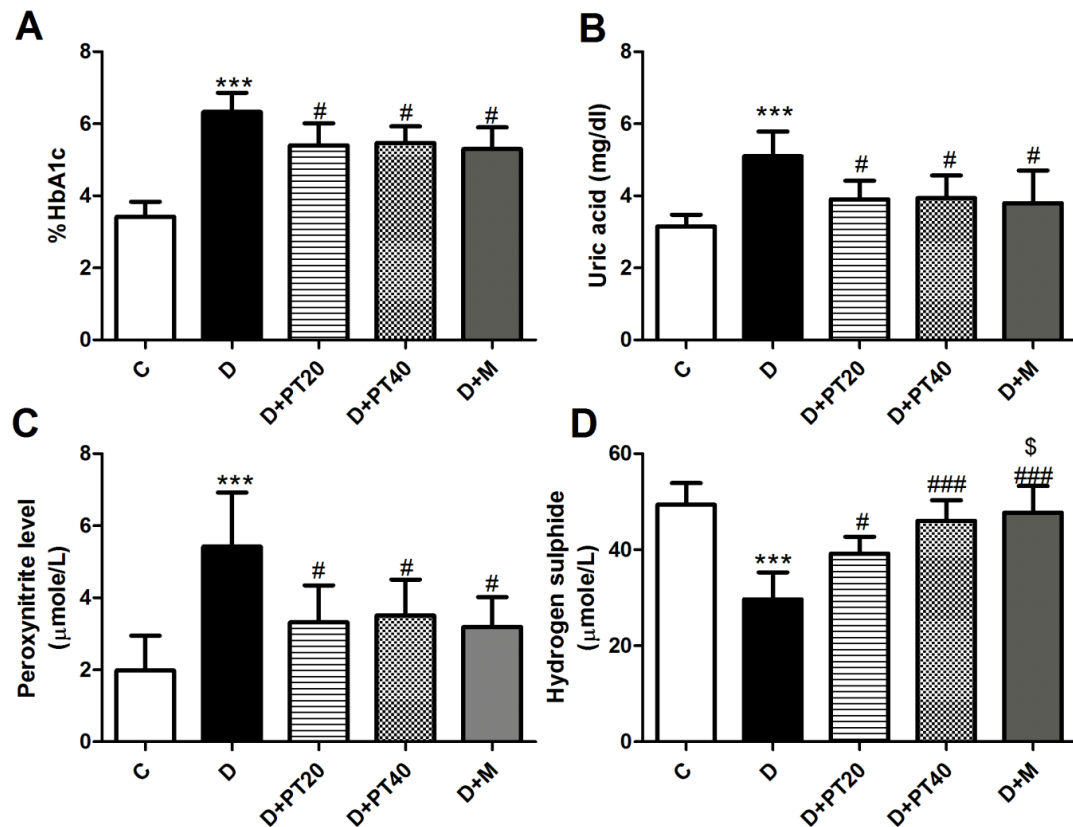 A
%HbA1c
8
6
4
2
0
***
#
#
#
C
D
D+PT20
D+PT40
D+M
B
Uric acid (mg/dl)
8
6
4
2
0
***
#
#
#
C
D
D+PT20
D+PT40
D+M
C
Peroxynitrite level
(μmole/L)
8
6
4
2
0
***
#
#
#
C
D
D+PT20
D+PT40
D+M
D
Hydrogen sulphide
(μmole/L)
60
40
20
0
***
#
###
$
###
C
D
D+PT20
D+PT40
D+M